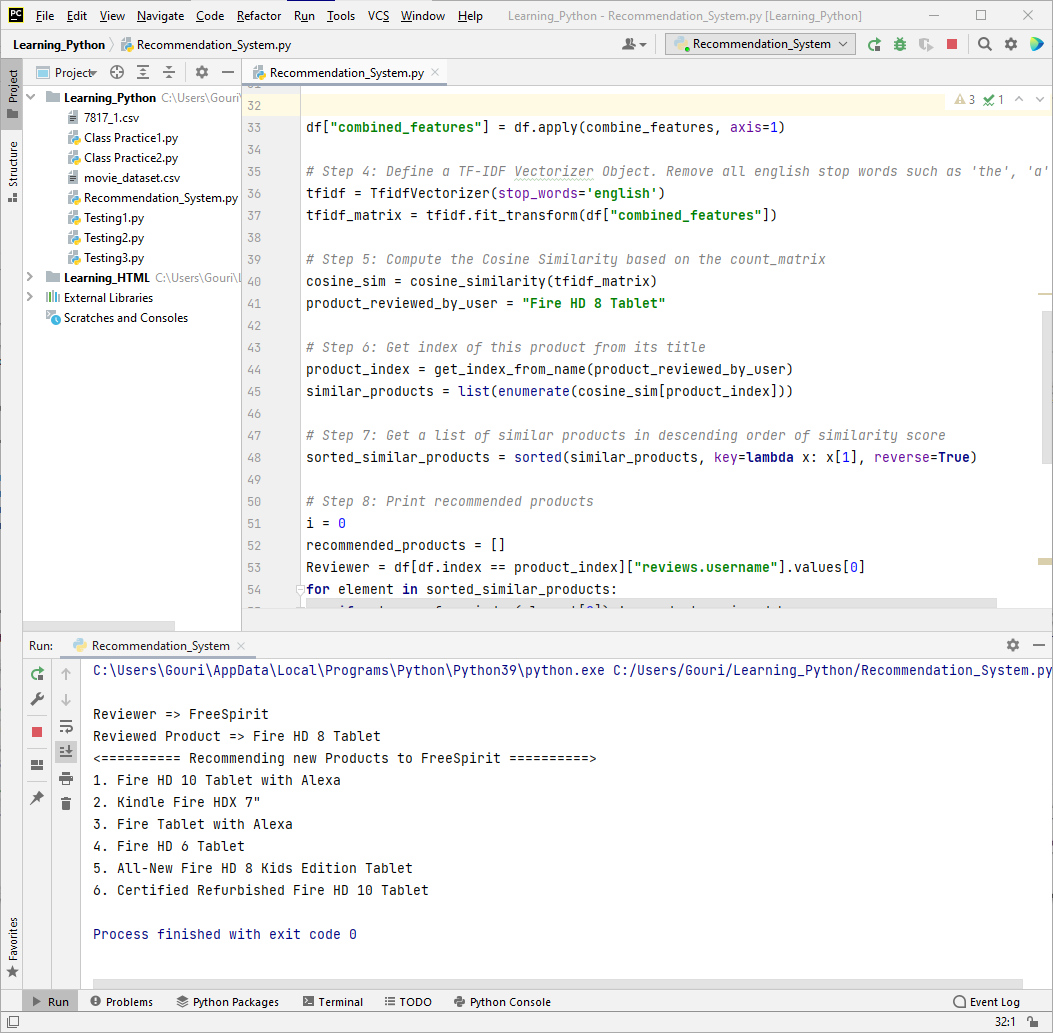 File Edit View Navigate Code Refactor Run Tools VCS Window Help Learning_Python - Recommendation_System.py [Learning_Python]
Learning_Python Recommendation_System.py Recommendation_System
Project
Structure
Favorites
Project
Learning_Python C:\Users\Gouri\
7817_1.csv
Class Practice1.py
Class Practice2.py
movie_dataset.csv
Recommendation_System.py
Testing1.py
Testing2.py
Testing3.py
Learning_HTML C:\Users\Gouri\L
External Libraries
Scratches and Consoles
Recommendation_System.py
3 1
32
33 df["combined_features"] = df.apply(combine_features, axis=1)
34
35 # Step 4: Define a TF-IDF Vectorizer Object. Remove all english stop words such as 'the', 'a'
36 tfidf = TfidfVectorizer(stop_words='english')
37 tfidf_matrix = tfidf.fit_transform(df["combined_features"])
38
39 # Step 5: Compute the Cosine Similarity based on the count_matrix
40 cosine_sim = cosine_similarity(tfidf_matrix)
41 product_reviewed_by_user = "Fire HD 8 Tablet"
42
43 # Step 6: Get index of this product from its title
44 product_index = get_index_from_name(product_reviewed_by_user)
45 similar_products = list(enumerate(cosine_sim[product_index]))
46
47 # Step 7: Get a list of similar products in descending order of similarity score
48 sorted_similar_products = sorted(similar_products, key=lambda x: x[1], reverse=True)
49
50 # Step 8: Print recommended products
51 i = 0
52 recommended_products = []
53 Reviewer = df[df.index == product_index]["reviews.username"].values[0]
54 for element in sorted_similar_products:
Run: Recommendation_System
C:\Users\Gouri\AppData\Local\Programs\Python\Python39\python.exe C:/Users/Gouri/Learning_Python/Recommendation_System.py
Reviewer => FreeSpirit
Reviewed Product => Fire HD 8 Tablet
<========== Recommending new Products to FreeSpirit ==========>
1. Fire HD 10 Tablet with Alexa
2. Kindle Fire HDX 7"
3. Fire Tablet with Alexa
4. Fire HD 6 Tablet
5. All-New Fire HD 8 Kids Edition Tablet
6. Certified Refurbished Fire HD 10 Tablet
Process finished with exit code 0
Run Problems Python Packages Terminal TODO Python Console Event Log
32:1